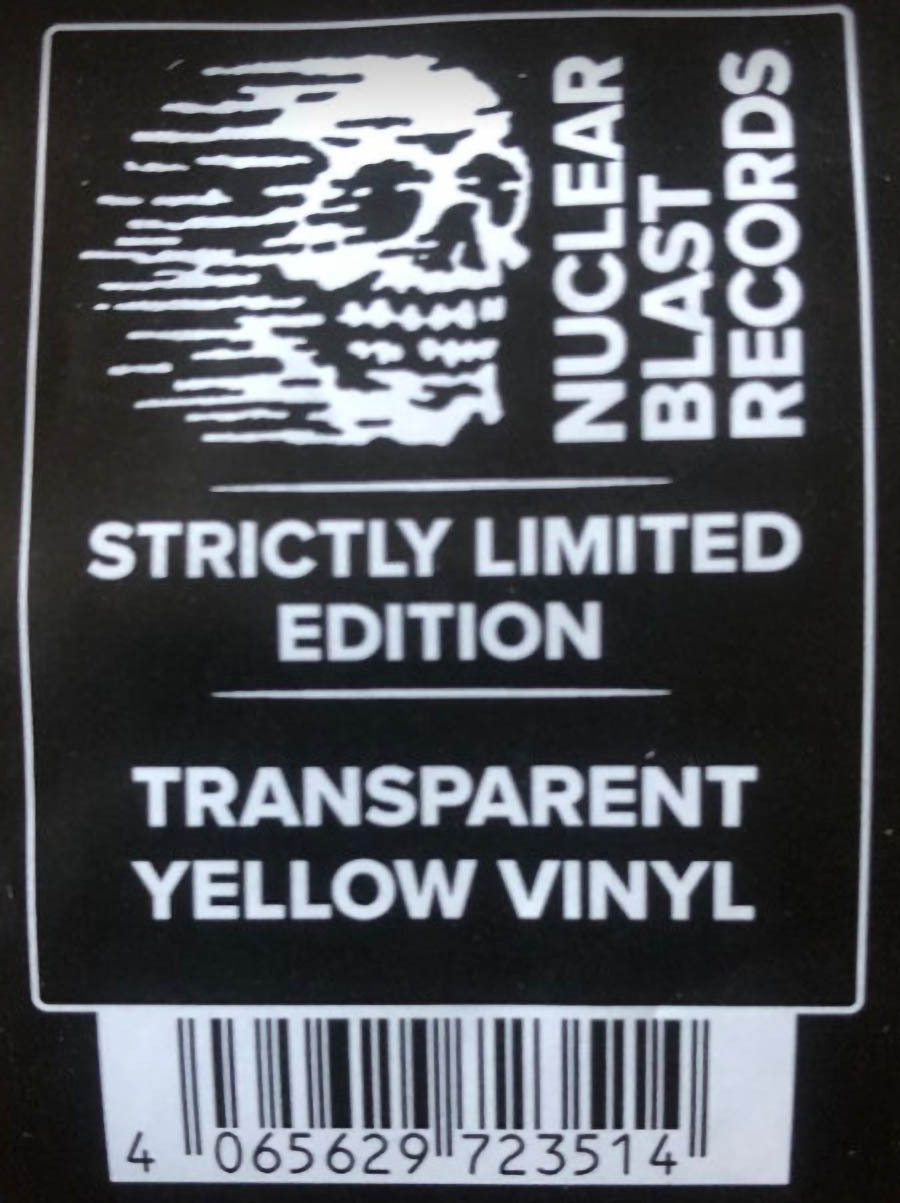 NUCLEAR
BLAST
RECORDS
STRICTLY LIMITED
EDITION
TRANSPARENT
YELLOW VINYL
4 065629 723514